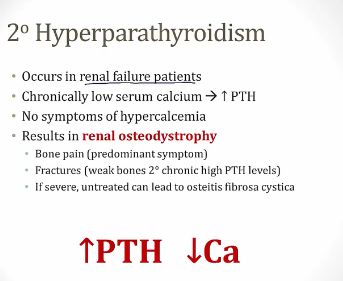 2º Hyperparathyroidism
• Occurs in renal failure patients
• Chronically low serum calcium → ↑ PTH
• No symptoms of hypercalcemia
• Results in renal osteodystrophy
• Bone pain (predominant symptom)
• Fractures (weak bones 2° chronic high PTH levels)
• If severe, untreated can lead to osteitis fibrosa cystica
↑PTH ↓Ca